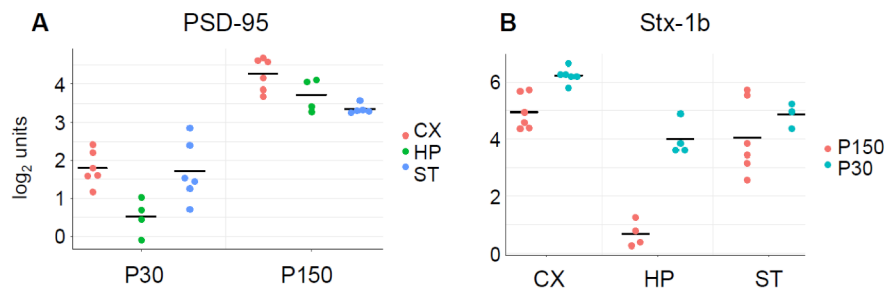 A
PSD-95
log2 units
4
3
2
1
0
P30
P150
CX
HP
ST
B
Stx-1b
6
4
2
0
CX
HP
ST
P150
P30